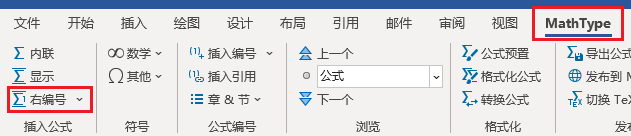 文件 开始 插入 绘图 设计 布局 引用 邮件 审阅 视图 MathType
内联 数学 插入编号 上一个 公式预置 导出公式
显示 其他 插入引用 公式 格式化公式 发布到 M
右编号 章 & 节 下一个 转换公式 切换 TeX
插入公式 符号 公式编号 浏览 格式化